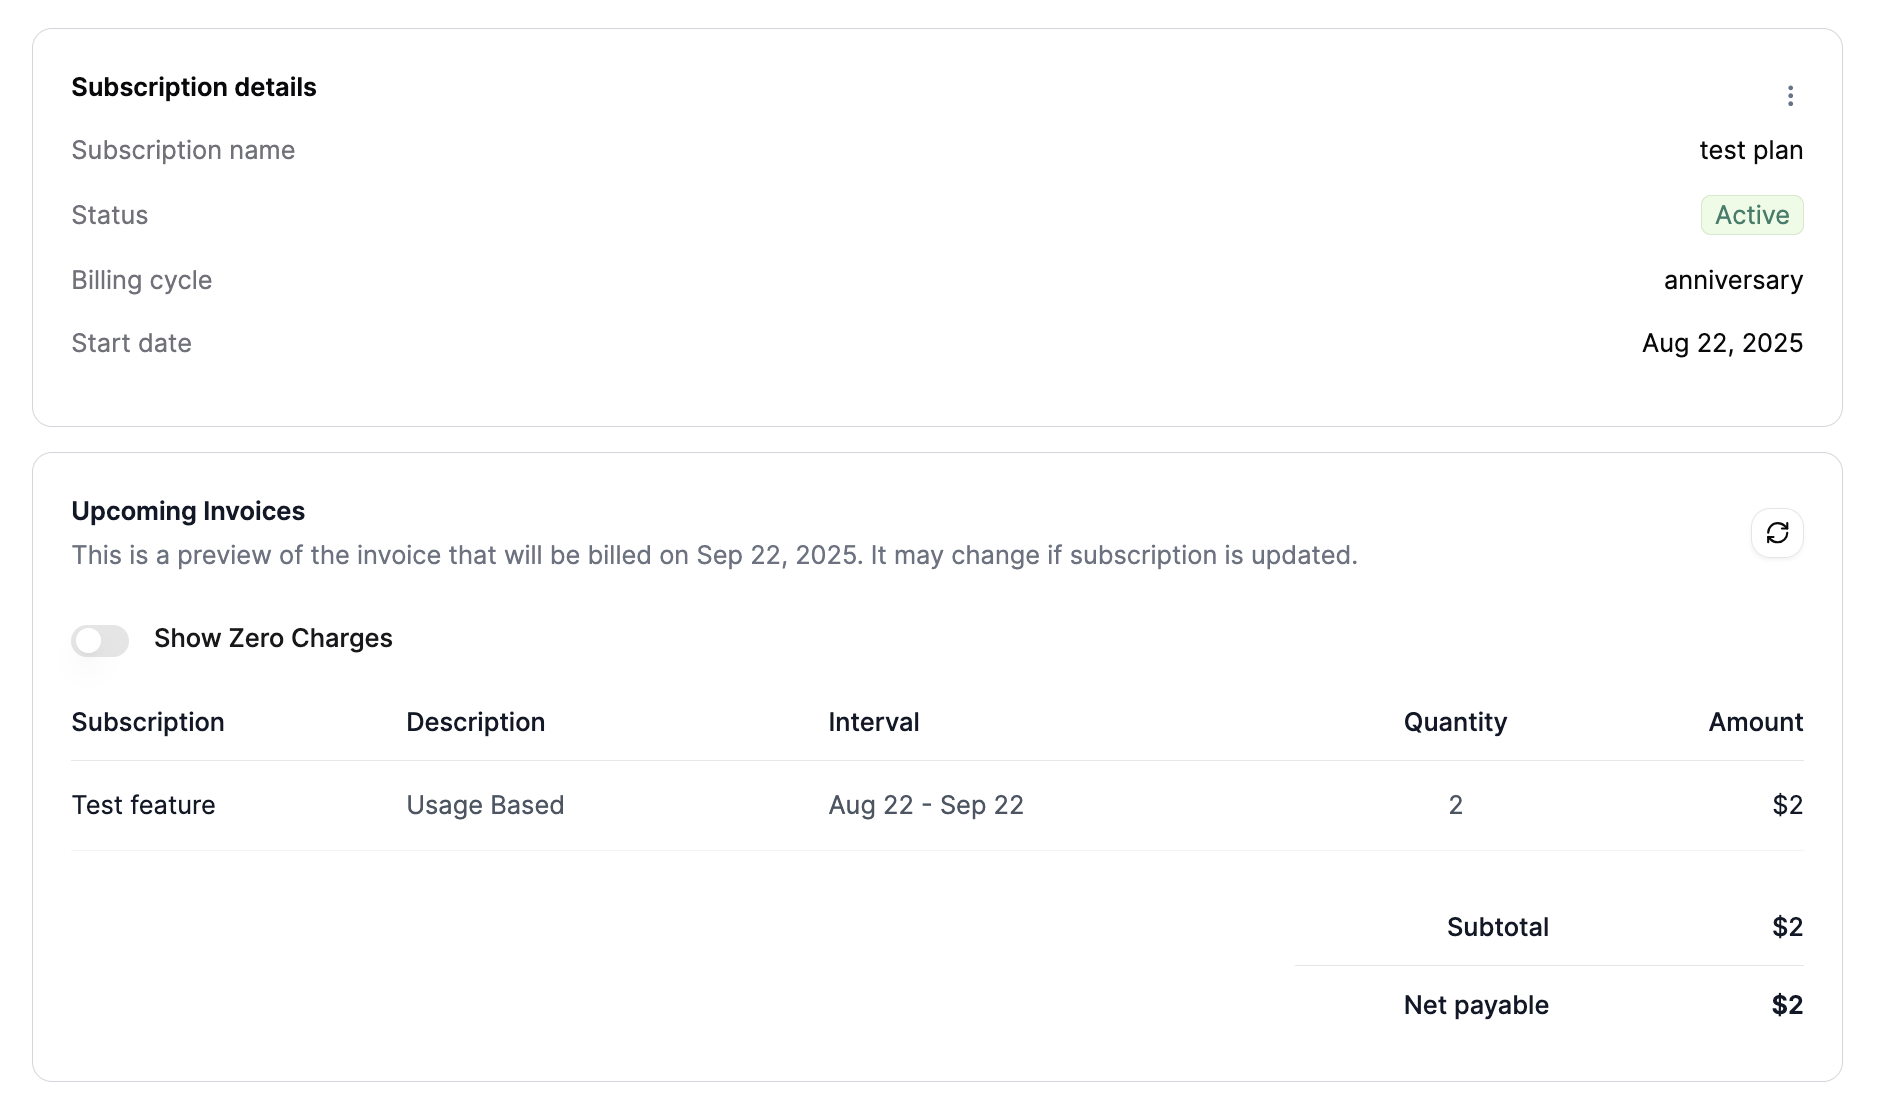 Subscription details
Subscription name test plan
Status Active
Billing cycle anniversary
Start date Aug 22, 2025
Upcoming Invoices
This is a preview of the invoice that will be billed on Sep 22, 2025. It may change if subscription is updated.
Show Zero Charges
Subscription Description Interval Quantity Amount
Test feature Usage Based Aug 22 - Sep 22 2 $2
Subtotal $2
Net payable $2